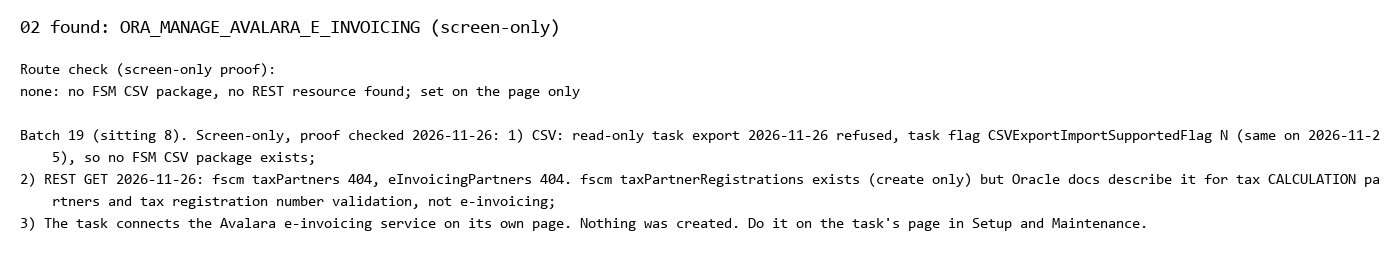 02 found: ORA_MANAGE_AVALARA_E_INVOICING (screen-only)
Route check (screen-only proof):
none: no FSM CSV package, no REST resource found; set on the page only
Batch 19 (sitting 8). Screen-only, proof checked 2026-11-26: 1) CSV: read-only task export 2026-11-26 refused, task flag CSVExportImportSupportedFlag N (same on 2026-11-2
5), so no FSM CSV package exists;
2) REST GET 2026-11-26: fscm taxPartners 404, eInvoicingPartners 404. fscm taxPartnerRegistrations exists (create only) but Oracle docs describe it for tax CALCULATION pa
rtners and tax registration number validation, not e-invoicing;
3) The task connects the Avalara e-invoicing service on its own page. Nothing was created. Do it on the task's page in Setup and Maintenance.